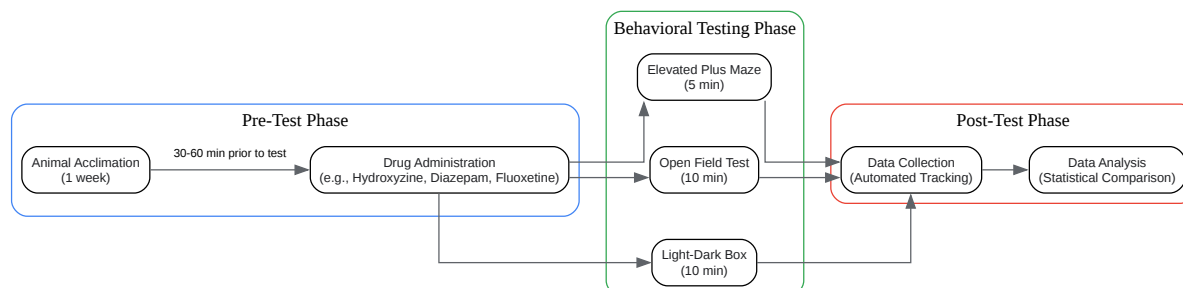 Pre-Test Phase
Animal Acclimation
(1 week)
30-60 min prior to test
Drug Administration
(e.g., Hydroxyzine, Diazepam, Fluoxetine)
Behavioral Testing Phase
Elevated Plus Maze
(5 min)
Open Field Test
(10 min)
Light-Dark Box
(10 min)
Post-Test Phase
Data Collection
(Automated Tracking)
Data Analysis
(Statistical Comparison)